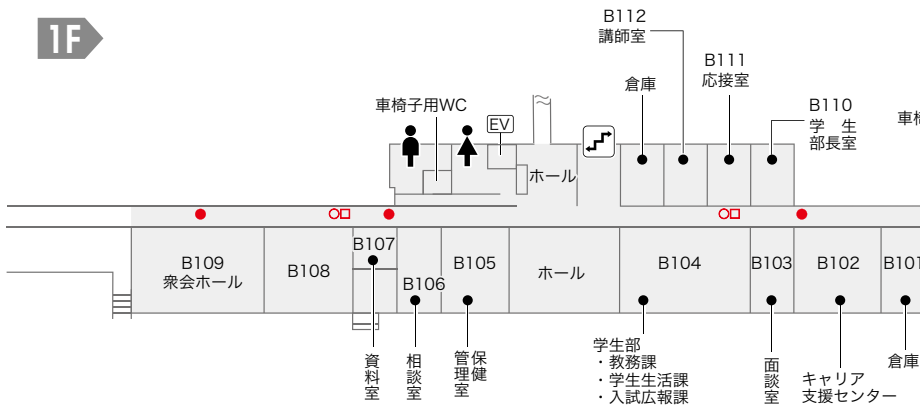 1F
B112
講師室
B111
応接室
倉庫
B110
学生
部長室
車椅子用WC
EV
ホール
B109
衆会ホール
B108
B107
B106
B105
ホール
B104
B103
B102
B101
資料室
相談室
保健
管理室
学生部
・教務課
・学生生活課
・入試広報課
面談室
キャリア
支援センター
倉庫